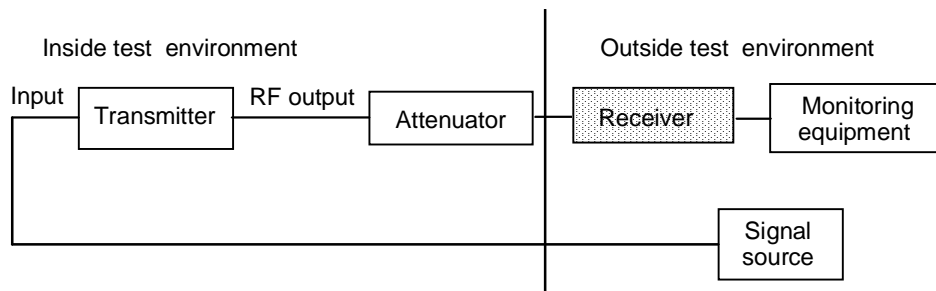 Inside test environment
Outside test environment
Input
Transmitter
RF output
Attenuator
Receiver
Monitoring
equipment
Signal
source